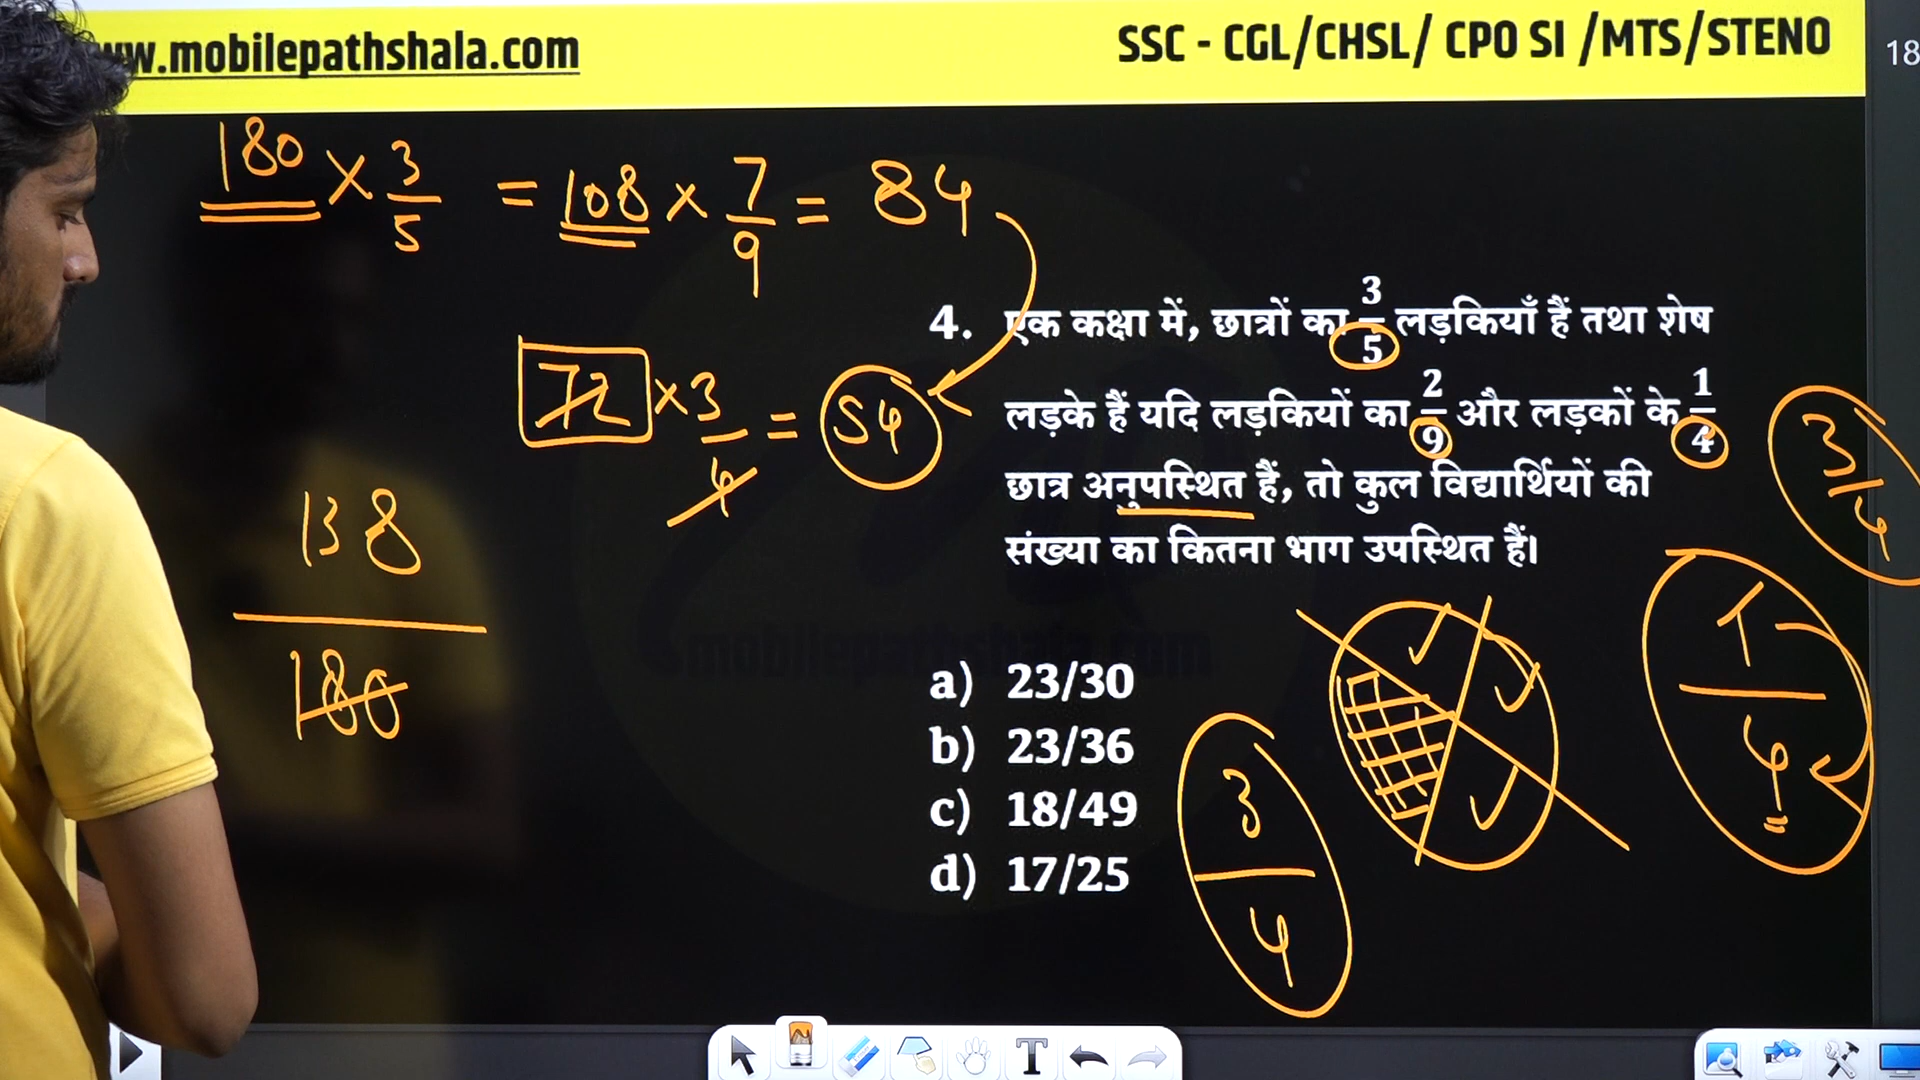 ww.mobilepathshala.com
SSC - CGL/CHSL/ CPO SI /MTS/STENO
18
180 × 3/5 = 108 × 7/9 = 84
72 × 3/4 = 54
138
180
4. एक कक्षा में, छात्रों का 3/5 लड़कियाँ हैं तथा शेष
लड़के हैं यदि लड़कियों का 2/9 और लड़कों के 1/4
छात्र अनुपस्थित हैं, तो कुल विद्यार्थियों की
संख्या का कितना भाग उपस्थित हैं।
3/4
1/4
mobilepathshala.com
a) 23/30
b) 23/36
c) 18/49
d) 17/25
3/4
T